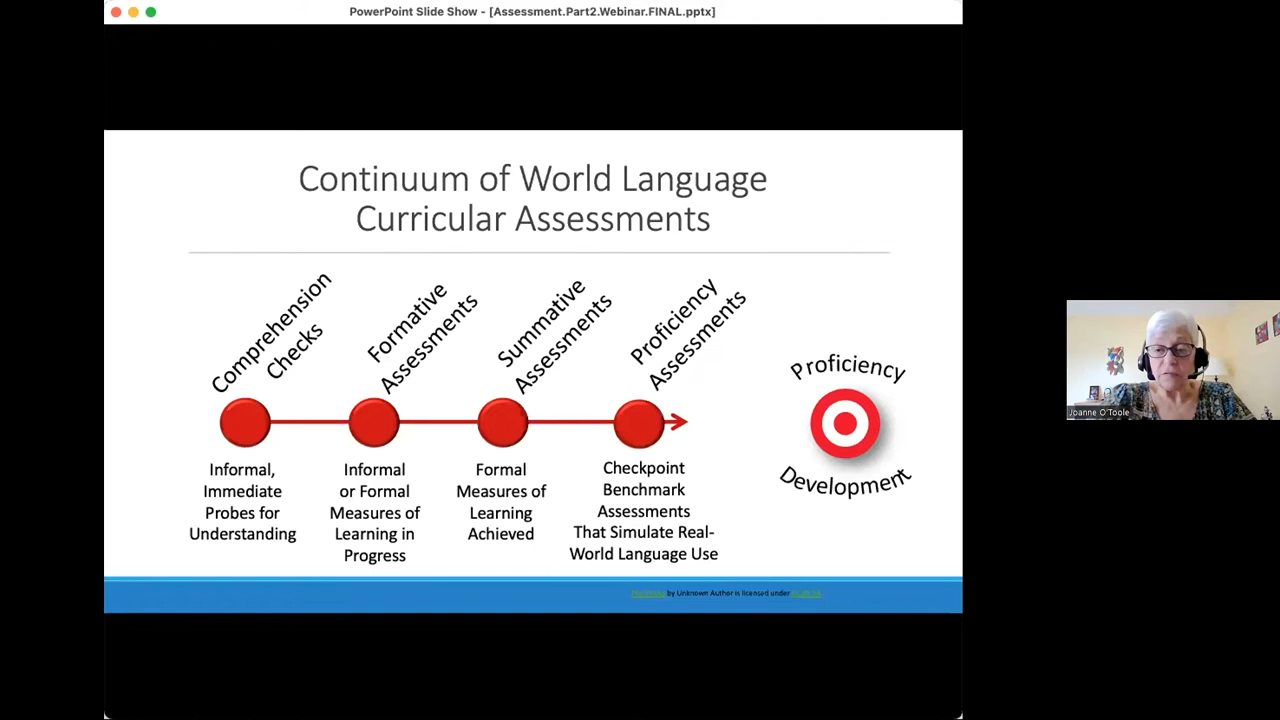 PowerPoint Slide Show - [Assessment.Part2.Webinar.FINAL.pptx]
Continuum of World Language
Curricular Assessments
Comprehension
Checks
Formative
Assessments
Summative
Assessments
Proficiency
Assessments
Informal,
Immediate
Probes for
Understanding
Informal
or Formal
Measures of
Learning in
Progress
Formal
Measures of
Learning
Achieved
Checkpoint
Benchmark
Assessments
That Simulate Real-
World Language Use
Proficiency
Development
by Unknown Author is licensed under
Joanne O'Toole